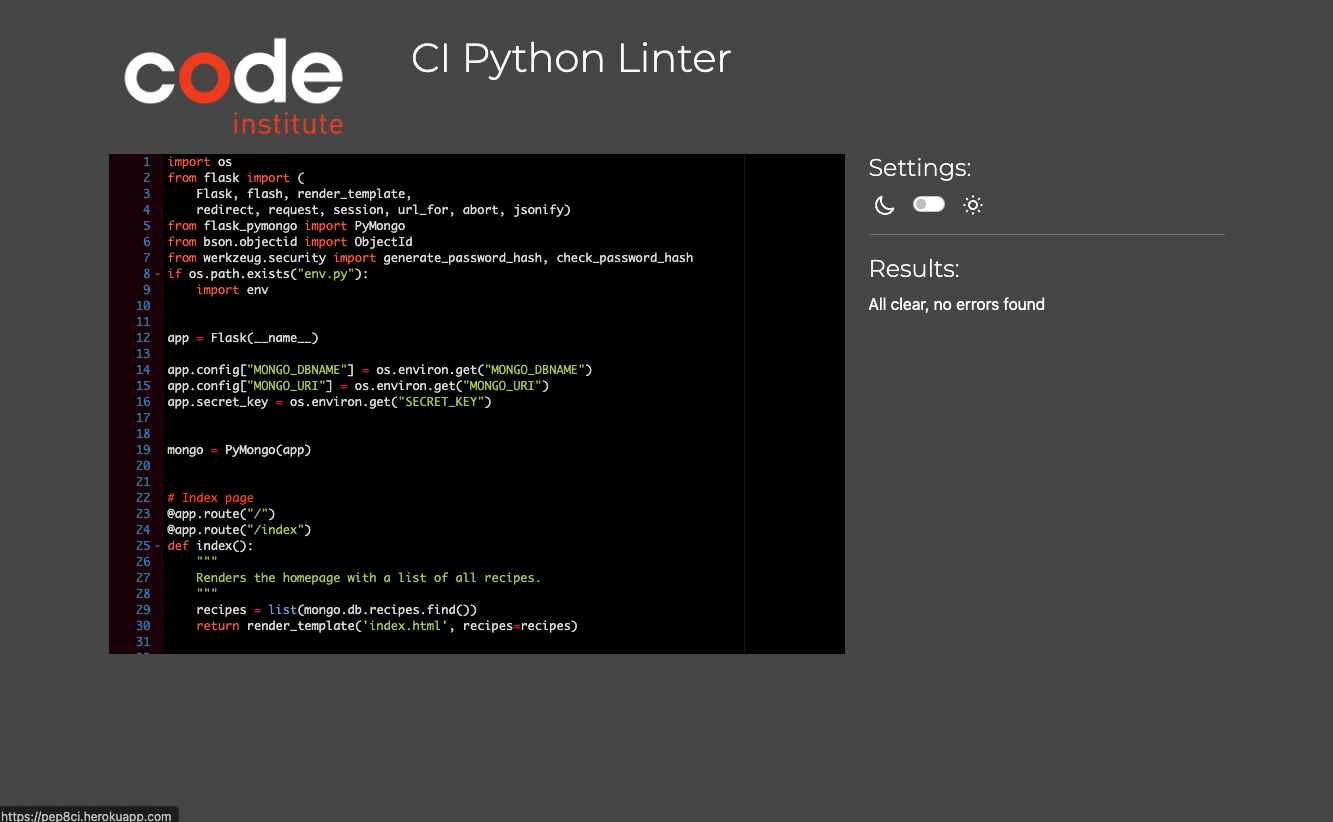 code
institute
CI Python Linter
1 import os
2 from flask import (
3     Flask, flash, render_template,
4     redirect, request, session, url_for, abort, jsonify)
5 from flask_pymongo import PyMongo
6 from bson.objectid import ObjectId
7 from werkzeug.security import generate_password_hash, check_password_hash
8 if os.path.exists("env.py"):
9     import env
10
11
12 app = Flask(__name__)
13
14 app.config["MONGO_DBNAME"] = os.environ.get("MONGO_DBNAME")
15 app.config["MONGO_URI"] = os.environ.get("MONGO_URI")
16 app.secret_key = os.environ.get("SECRET_KEY")
17
18
19 mongo = PyMongo(app)
20
21
22 # Index page
23 @app.route("/")
24 @app.route("/index")
25 def index():
26     """
27     Renders the homepage with a list of all recipes.
28     """
29     recipes = list(mongo.db.recipes.find())
30     return render_template('index.html', recipes=recipes)
31
Settings:
Results:
All clear, no errors found
https://pep8ci.herokuapp.com